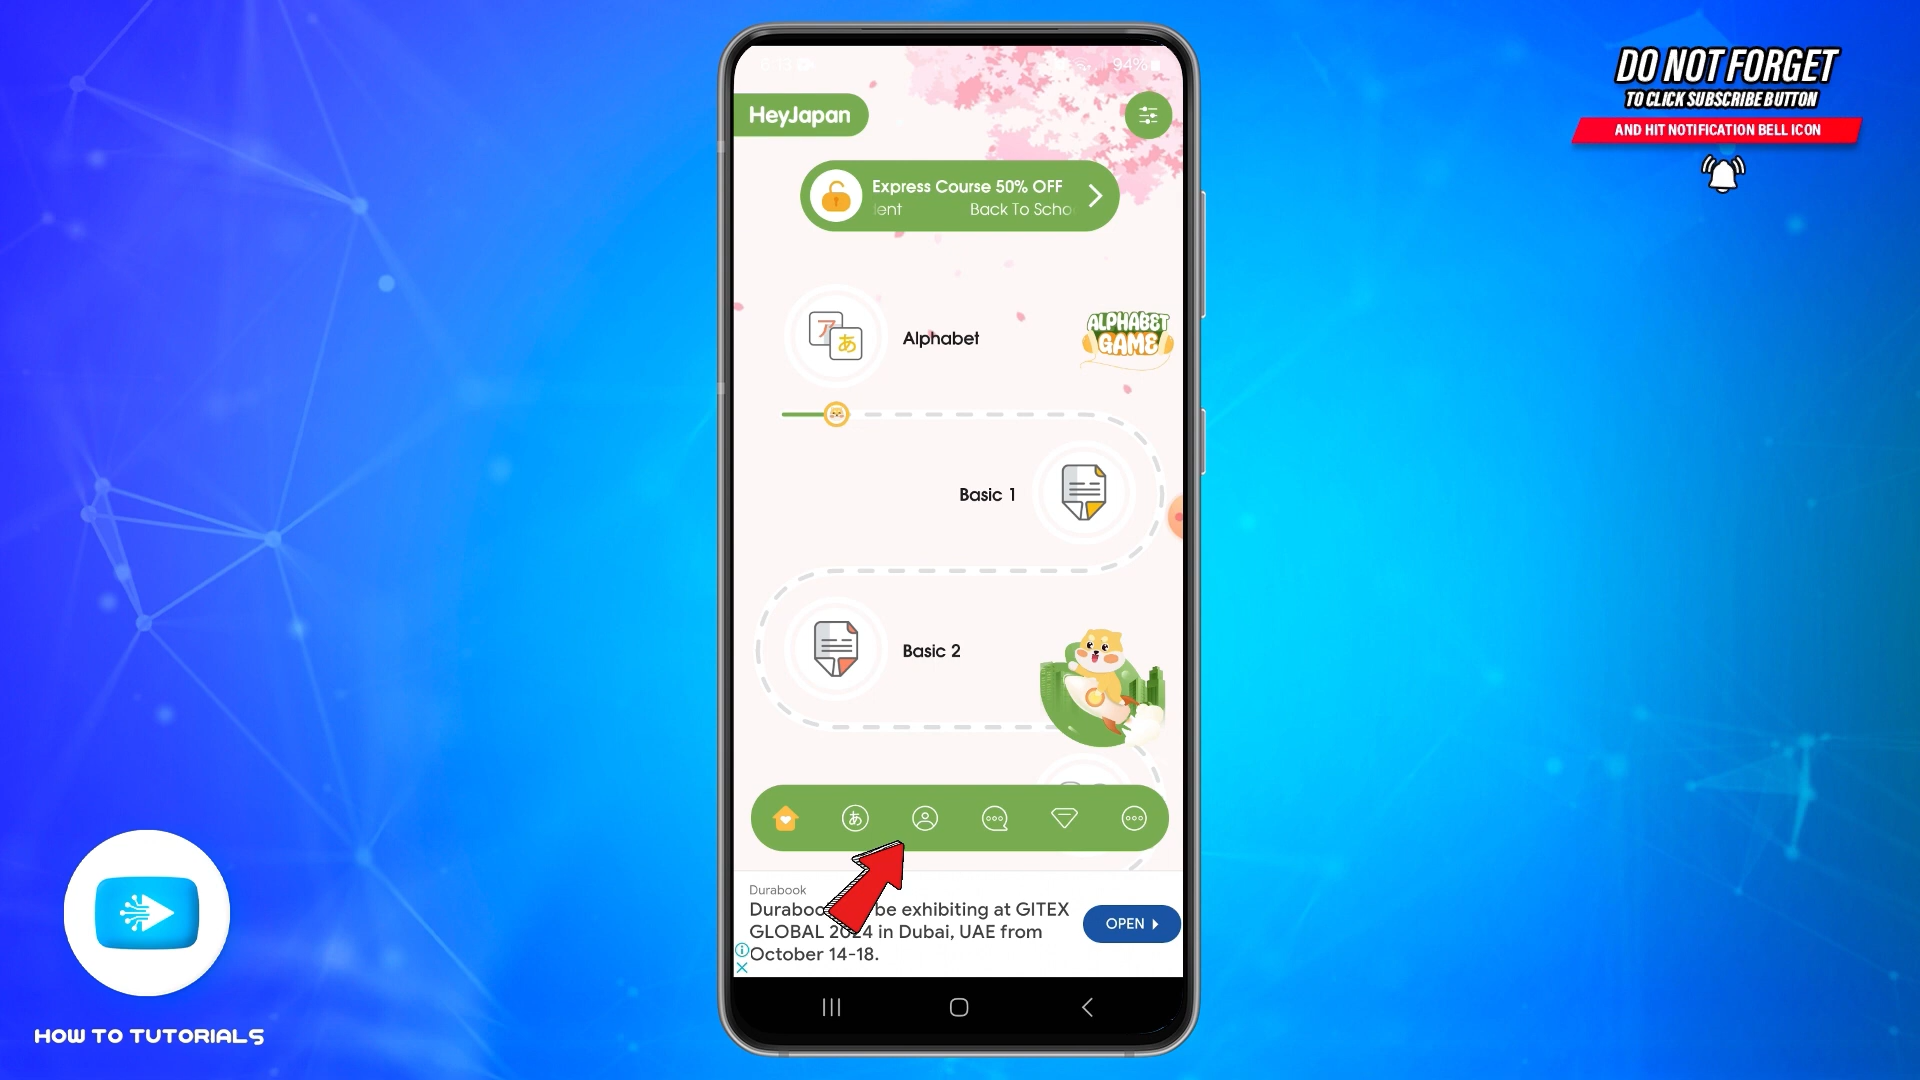 DO NOT FORGET
TO CLICK SUBSCRIBE BUTTON
AND HIT NOTIFICATION BELL ICON
94%
HeyJapan
Express Course 50% OFF
Back To Scho
ア
あ
Alphabet
ALPHABET
GAME
Basic 1
Basic 2
あ
Durabook
be exhibiting at GITEX
GLOBAL 2024 in Dubai, UAE from
October 14-18.
OPEN
HOW TO TUTORIALS